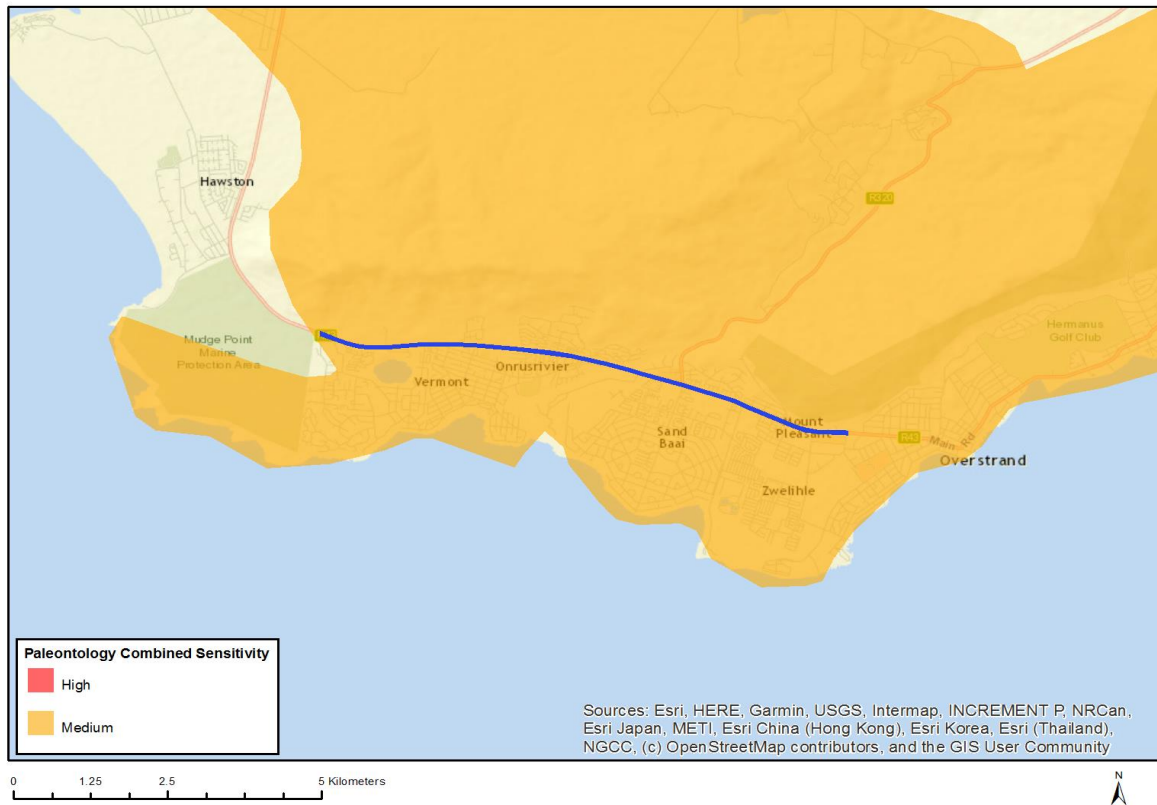 Hawston
R320
Mudge Point
Marine
Protection Area
Hermanus
Golf Club
Vermont
Onrusrivier
Sand
Baai
Mount
Pleasant
R43
Main Rd
Overstrand
Zwelihle
Paleontology Combined Sensitivity
High
Medium
Sources: Esri, HERE, Garmin, USGS, Intermap, INCREMENT P, NRCan,
Esri Japan, METI, Esri China (Hong Kong), Esri Korea, Esri (Thailand),
NGCC, (c) OpenStreetMap contributors, and the GIS User Community
0 1.25 2.5 5 Kilometers
N